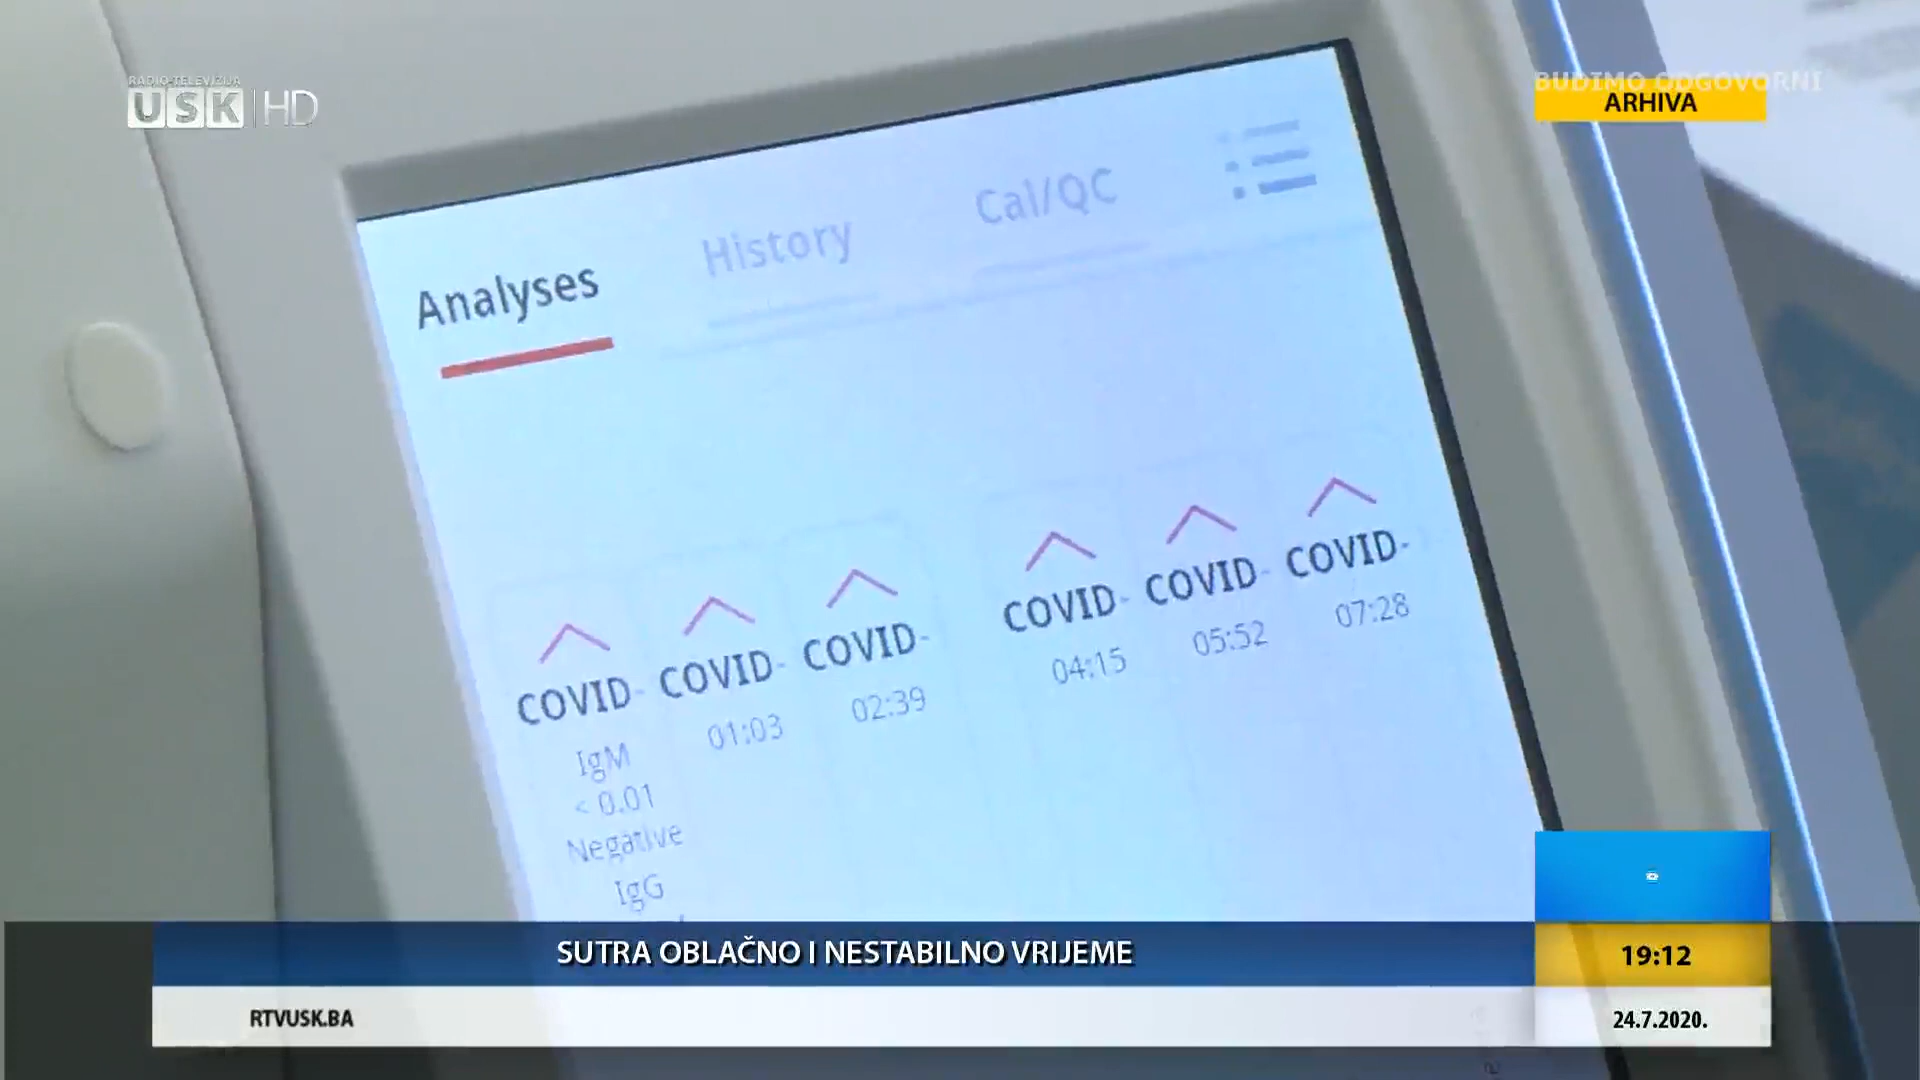 RADIO-TELEVIZIJA
USK HD
BUDIMO ODGOVORNI
ARHIVA
Analyses
History
Cal/QC
COVID-
COVID-
COVID-
COVID-
COVID-
COVID-
01:03
02:39
04:15
05:52
07:28
IgM
< 0.01
Negative
IgG
SUTRA OBLAČNO I NESTABILNO VRIJEME
19:12
RTVUSK.BA
24.7.2020.